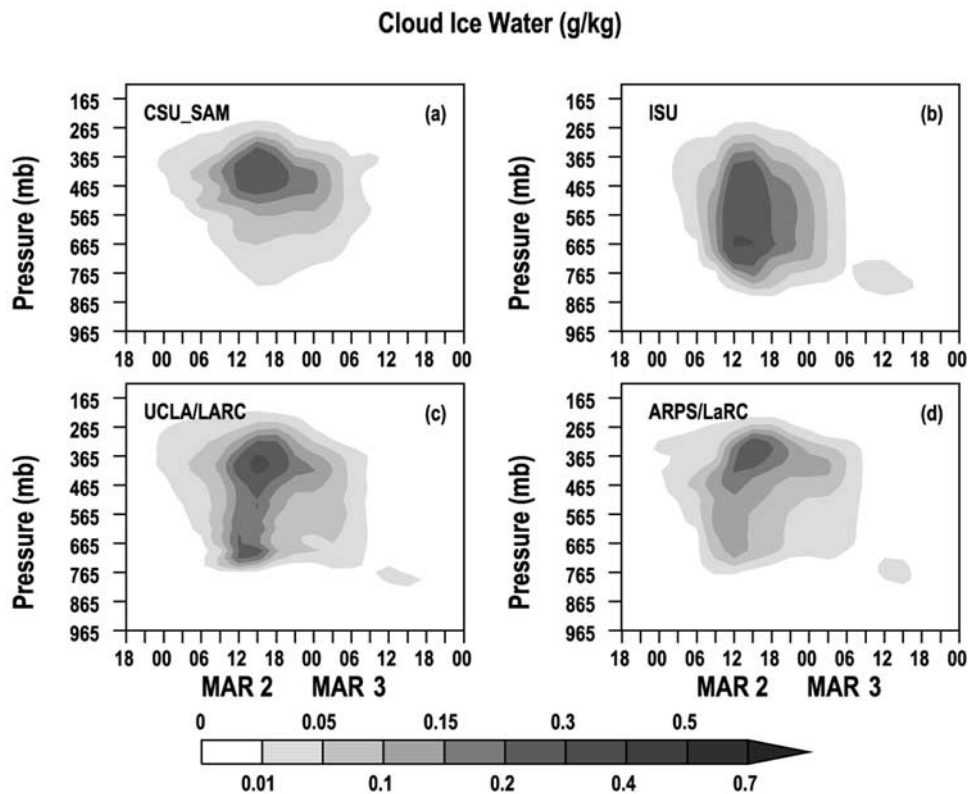 Cloud Ice Water (g/kg)
CSU_SAM (a) ISU (b)
165 165
265 265
365 365
465 465
565 565
665 665
765 765
865 865
965 965
Pressure (mb) Pressure (mb)
18 00 06 12 18 00 06 12 18 00 18 00 06 12 18 00 06 12 18 00
UCLA/LARC (c) ARPS/LaRC (d)
165 165
265 265
365 365
465 465
565 565
665 665
765 765
865 865
965 965
Pressure (mb) Pressure (mb)
18 00 06 12 18 00 06 12 18 00 18 00 06 12 18 00 06 12 18 00
MAR 2 MAR 3 MAR 2 MAR 3
0 0.05 0.15 0.3 0.5
0.01 0.1 0.2 0.4 0.7